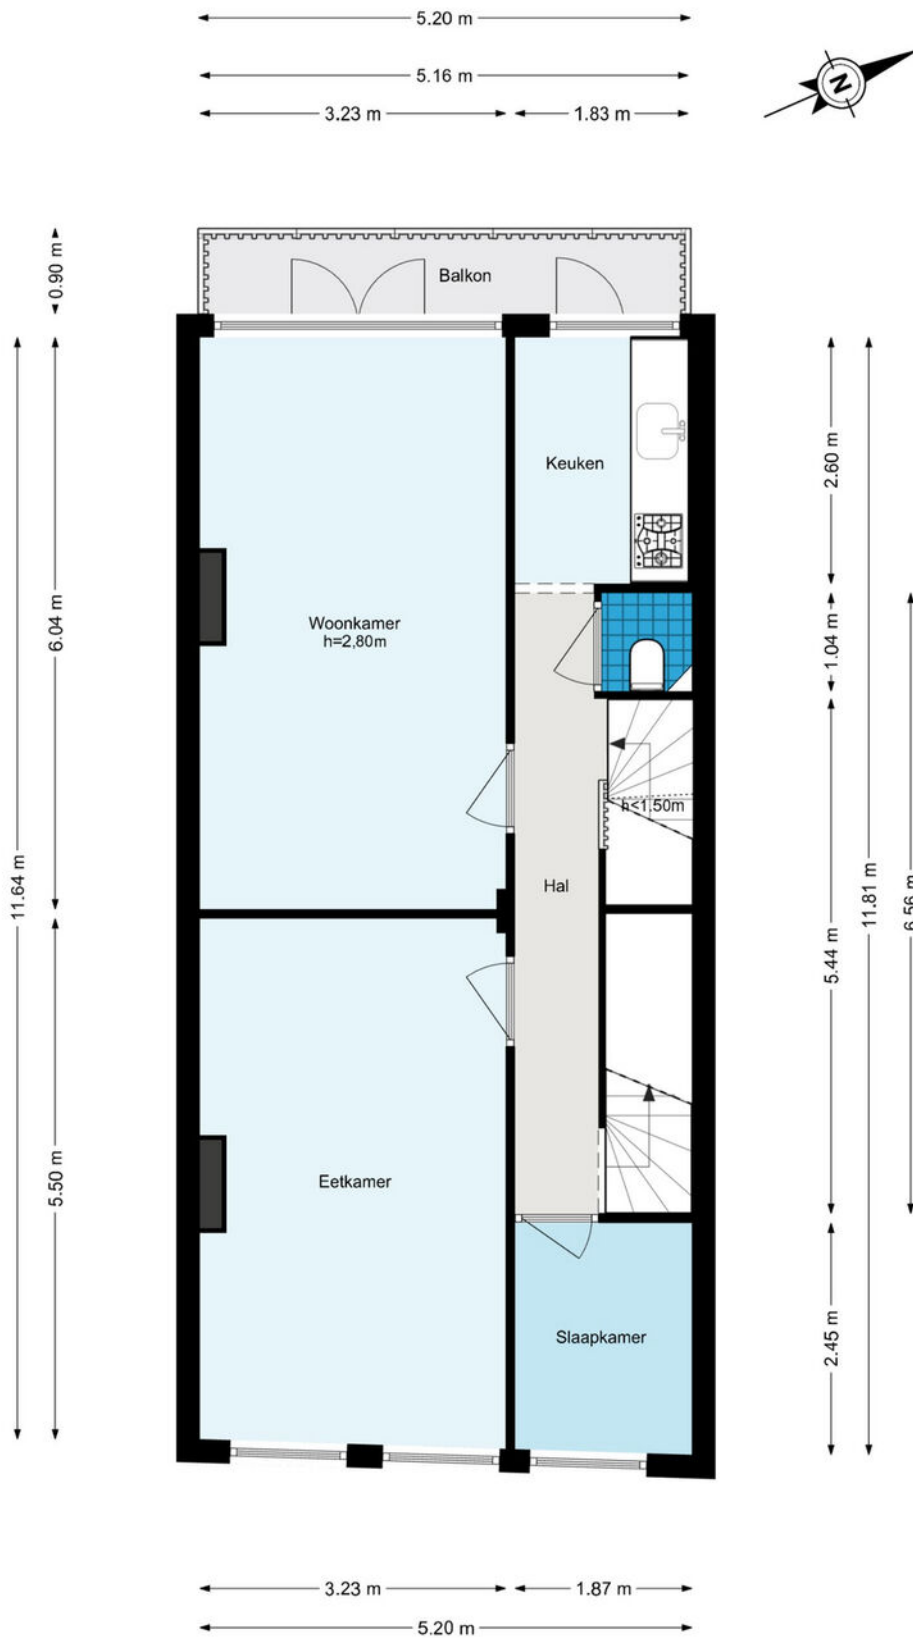 5.20 m
5.16 m
3.23 m
1.83 m
N
0.90 m
Balkon
Keuken
2.60 m
Woonkamer
h=2,80m
6.04 m
1.04 m
h<1.50m
11.64 m
Hal
5.44 m
11.81 m
6.56 m
Eetkamer
5.50 m
Slaapkamer
2.45 m
3.23 m
1.87 m
5.20 m